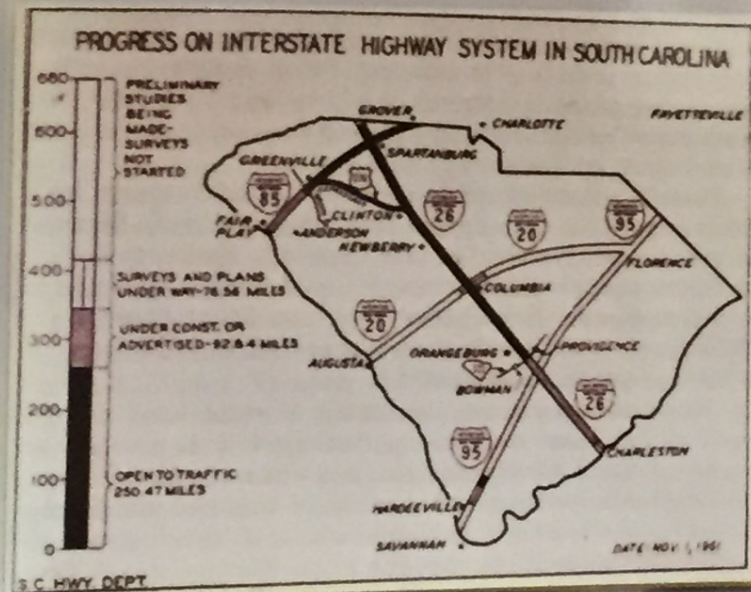 PROGRESS ON INTERSTATE HIGHWAY SYSTEM IN SOUTH CAROLINA
680
PRELIMINARY
STUDIES
BEING
MADE-
SURVEYS
NOT
STARTED
600
500
400
SURVEYS AND PLANS
UNDER WAY-76.56 MILES
300
UNDER CONST. OR
ADVERTISED-92.84 MILES
200
100
OPEN TO TRAFFIC
250.47 MILES
0
GROVER
CHARLOTTE
FAYETTEVILLE
SPARTANBURG
GREENVILLE
85
26
FAIR
PLAY
CLINTON
ANDERSON
NEWBERRY
20
95
FLORENCE
COLUMBIA
20
AUGUSTA
ORANGEBURG
PROVIDENCE
BOWMAN
26
95
CHARLESTON
HARDEEVILLE
SAVANNAH
DATE NOV. 1, 1961
S.C. HWY. DEPT.